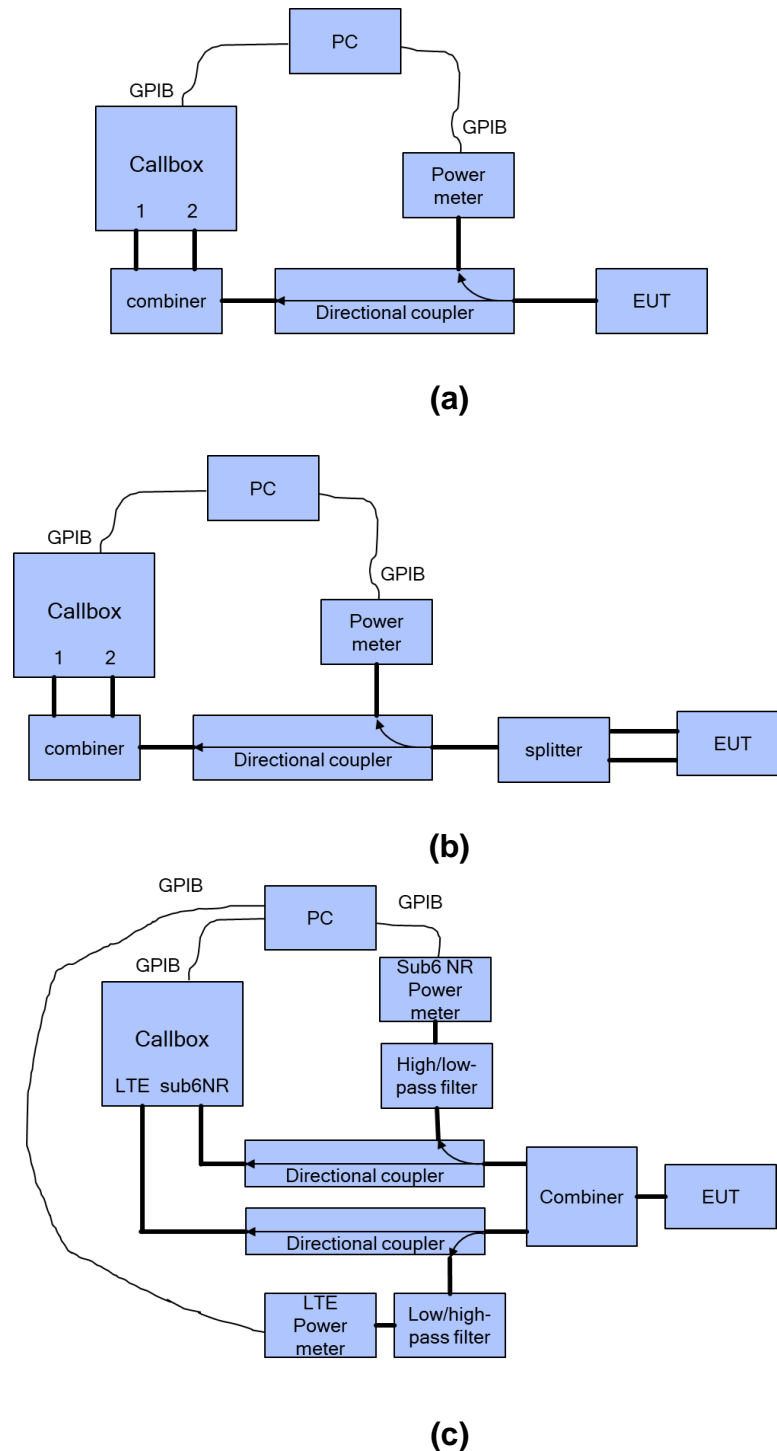 PC
GPIB
GPIB
Callbox
Power
meter
1 2
combiner
Directional coupler
EUT
(a)
PC
GPIB
GPIB
Callbox
Power
meter
1 2
combiner
Directional coupler
splitter
EUT
(b)
GPIB
GPIB
PC
GPIB
Sub6 NR
Power
meter
Callbox
High/low-
pass filter
LTE sub6NR
Directional coupler
Combiner
EUT
Directional coupler
LTE
Power
meter
Low/high-
pass filter
(c)